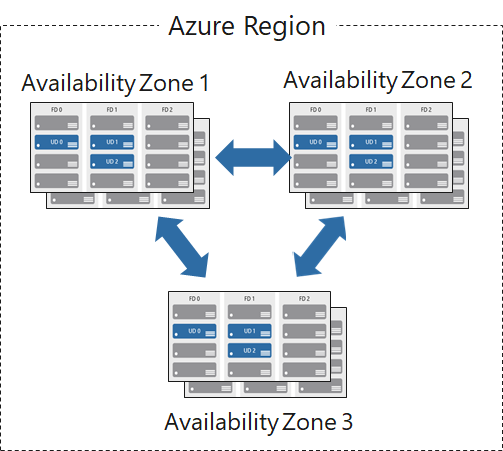 Azure Region
Availability Zone 1
Availability Zone 2
FD 0 FD 1 FD 2
UD 0 UD 1
UD 2
FD 0 FD 1 FD 2
UD 0 UD 1
UD 2
FD 0 FD 1 FD 2
UD 0 UD 1
UD 2
Availability Zone 3